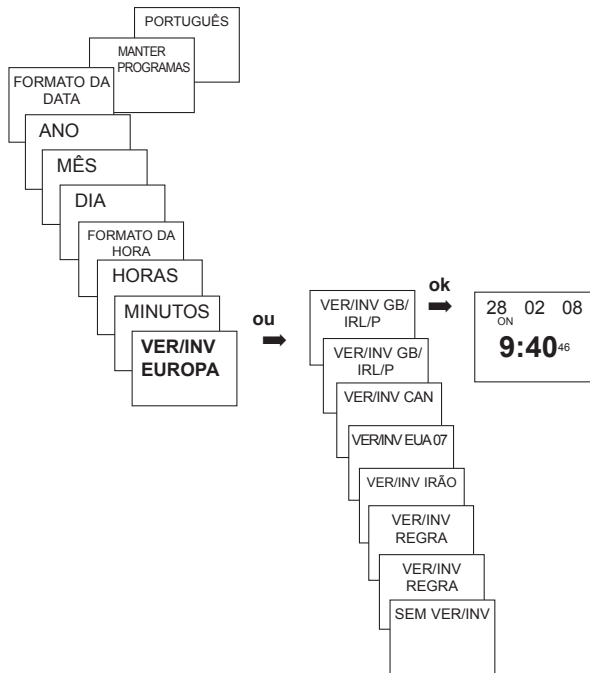 PORTUGUÊS
MANTER
PROGRAMAS
FORMATO DA
DATA
ANO
MÊS
DIA
FORMATO DA
HORA
HORAS
MINUTOS
VER/INV
EUROPA
ou
VER/INV GB/
IRL/P
VER/INV GB/
IRL/P
VER/INV CAN
VER/INV EUA 07
VER/INV IRÃO
VER/INV
REGRA
VER/INV
REGRA
SEM VER/INV
ok
28 02 08
ON
9:40 46